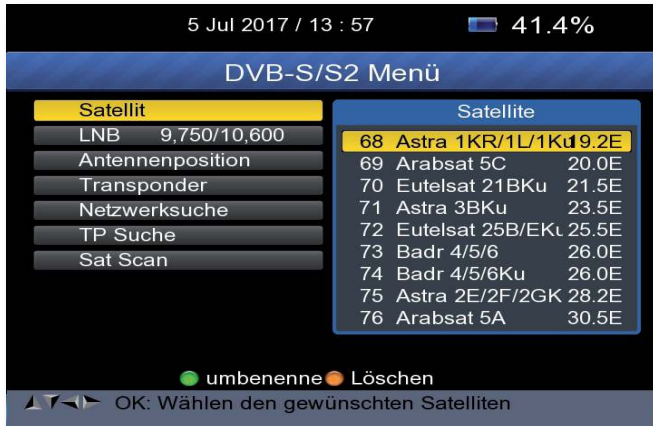 5 Jul 2017 / 13 : 57 41.4%
DVB-S/S2 Menü
Satellit
LNB 9,750/10,600
Antennenposition
Transponder
Netzwerksuche
TP Suche
Sat Scan
Satellite
68 Astra 1KR/1L/1Ku19.2E
69 Arabsat 5C 20.0E
70 Eutelsat 21BKu 21.5E
71 Astra 3BKu 23.5E
72 Eutelsat 25B/EKu 25.5E
73 Badr 4/5/6 26.0E
74 Badr 4/5/6Ku 26.0E
75 Astra 2E/2F/2GK 28.2E
76 Arabsat 5A 30.5E
umbenenne Löschen
OK: Wählen den gewünschten Satelliten